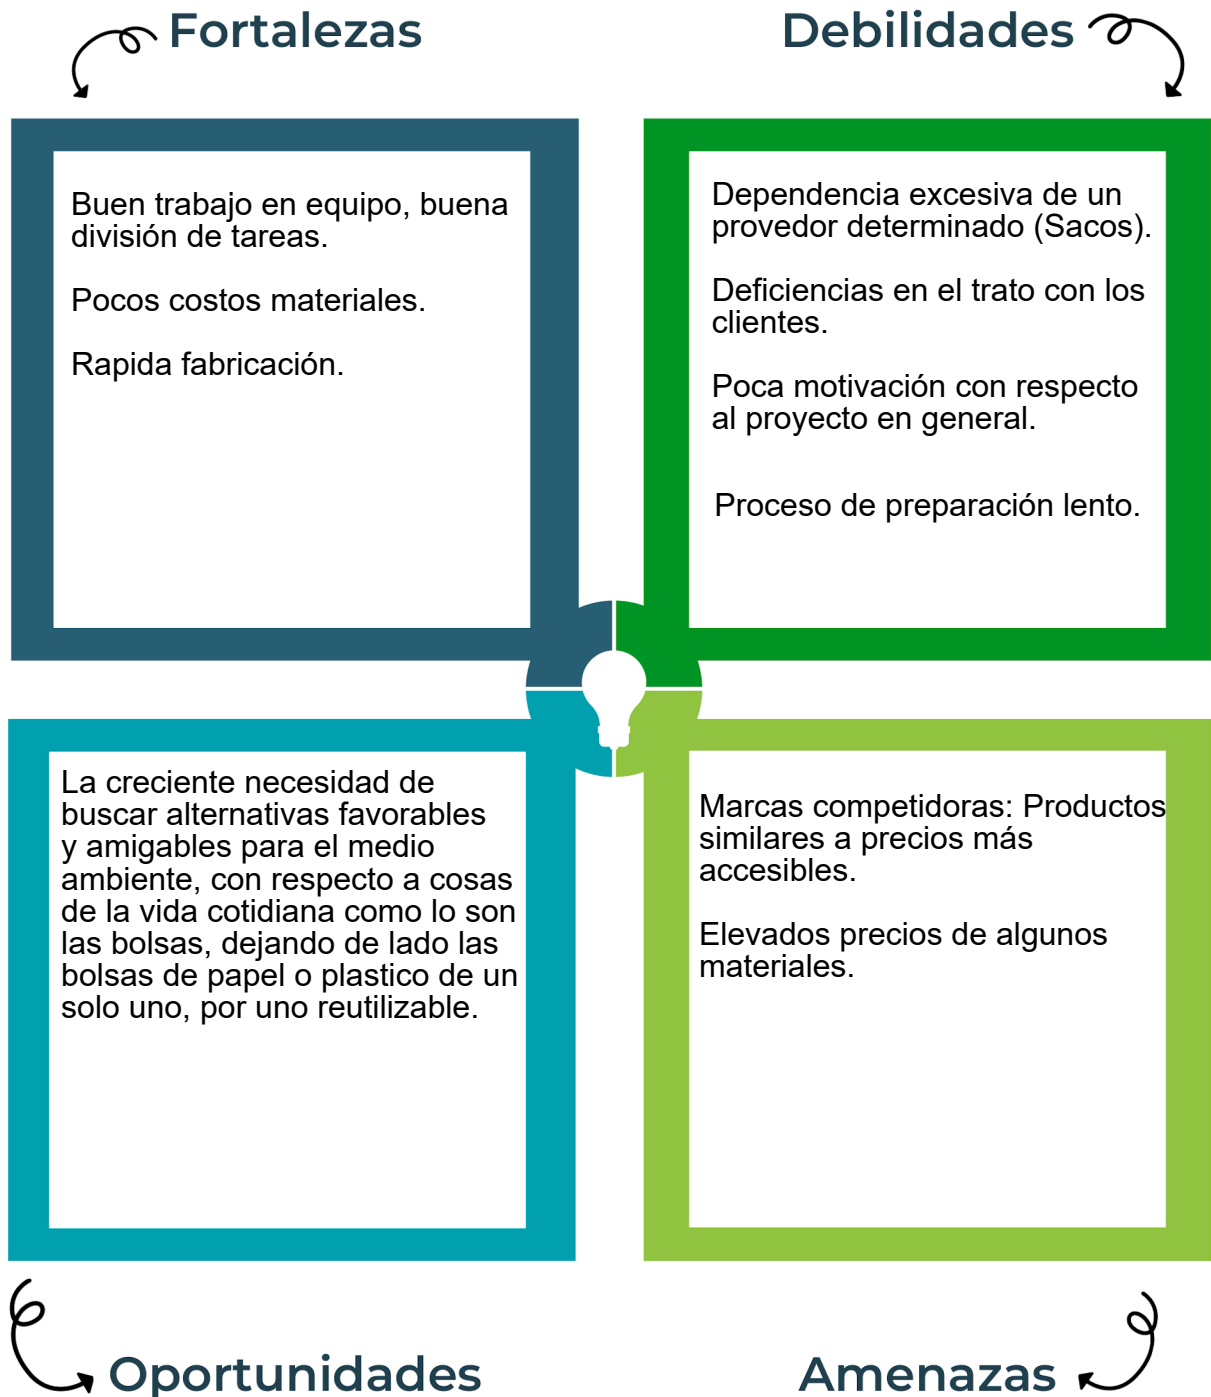 Fortalezas
Buen trabajo en equipo, buena
división de tareas.
Pocos costos materiales.
Rapida fabricación.
Debilidades
Dependencia excesiva de un
provedor determinado (Sacos).
Deficiencias en el trato con los
clientes.
Poca motivación con respecto
al proyecto en general.
Proceso de preparación lento.
La creciente necesidad de
buscar alternativas favorables
y amigables para el medio
ambiente, con respecto a cosas
de la vida cotidiana como lo son
las bolsas, dejando de lado las
bolsas de papel o plastico de un
solo uno, por uno reutilizable.
Oportunidades
Marcas competidoras: Productos
similares a precios más
accesibles.
Elevados precios de algunos
materiales.
Amenazas